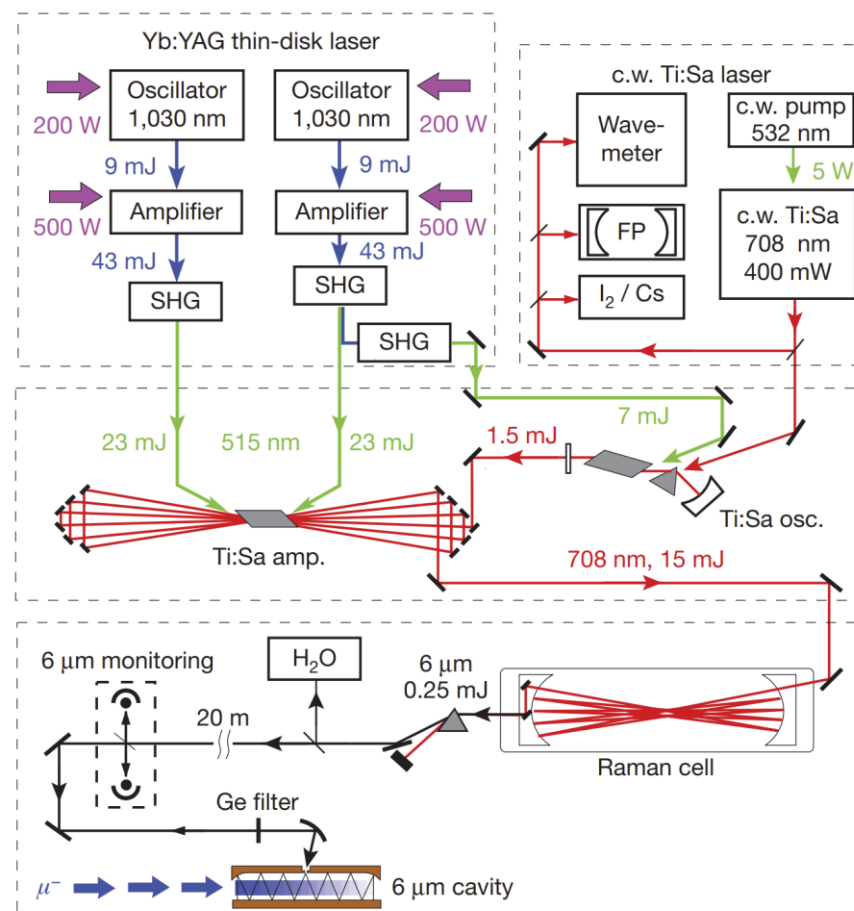 Yb:YAG thin-disk laser
Oscillator
1,030 nm
Oscillator
1,030 nm
200 W
200 W
9 mJ
9 mJ
Amplifier
Amplifier
500 W
500 W
43 mJ
43 mJ
SHG
SHG
SHG
c.w. Ti:Sa laser
Wave-
meter
c.w. pump
532 nm
5 W
FP
c.w. Ti:Sa
708 nm
400 mW
I₂ / Cs
23 mJ
515 nm
23 mJ
7 mJ
1.5 mJ
Ti:Sa osc.
Ti:Sa amp.
708 nm, 15 mJ
6 μm monitoring
H₂O
6 μm
0.25 mJ
20 m
Raman cell
Ge filter
μ⁻
6 μm cavity